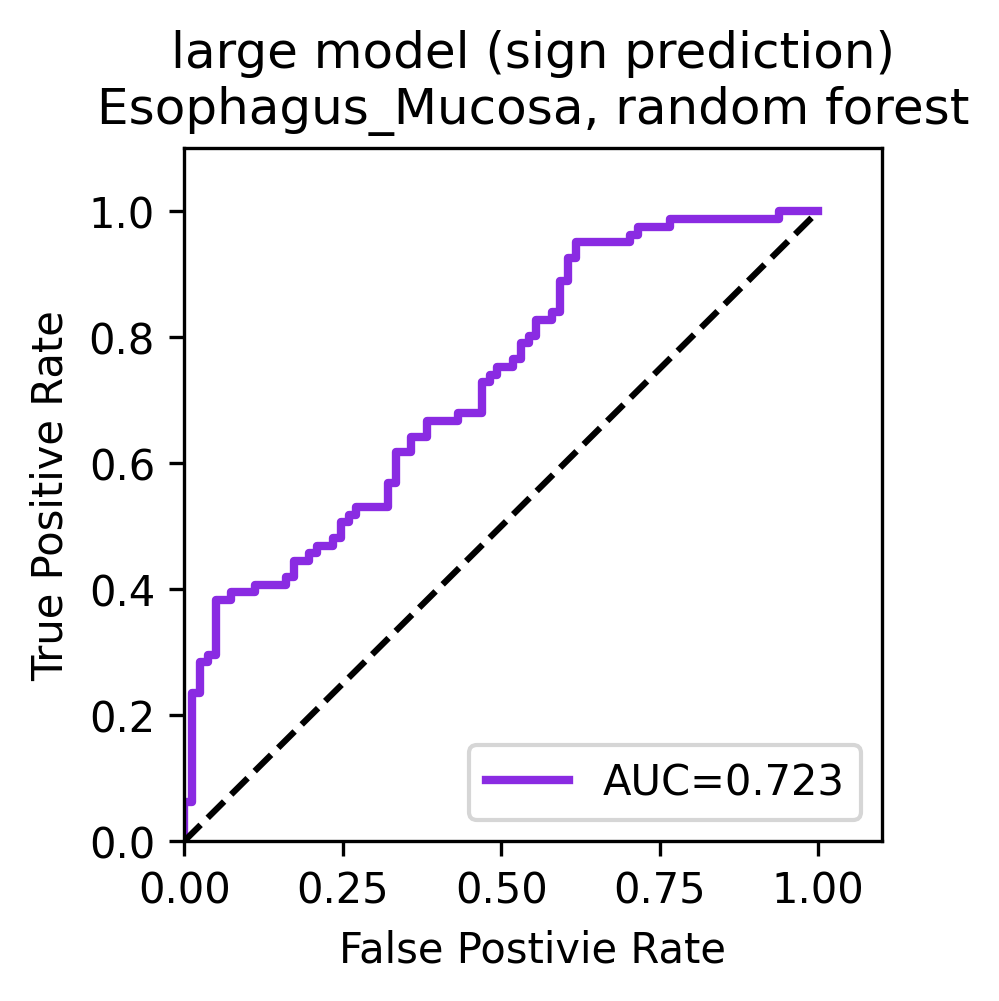 large model (sign prediction)
Esophagus_Mucosa, random forest
1.0
0.8
0.6
0.4
0.2
0.0
True Positive Rate
AUC=0.723
0.00 0.25 0.50 0.75 1.00
False Postivie Rate